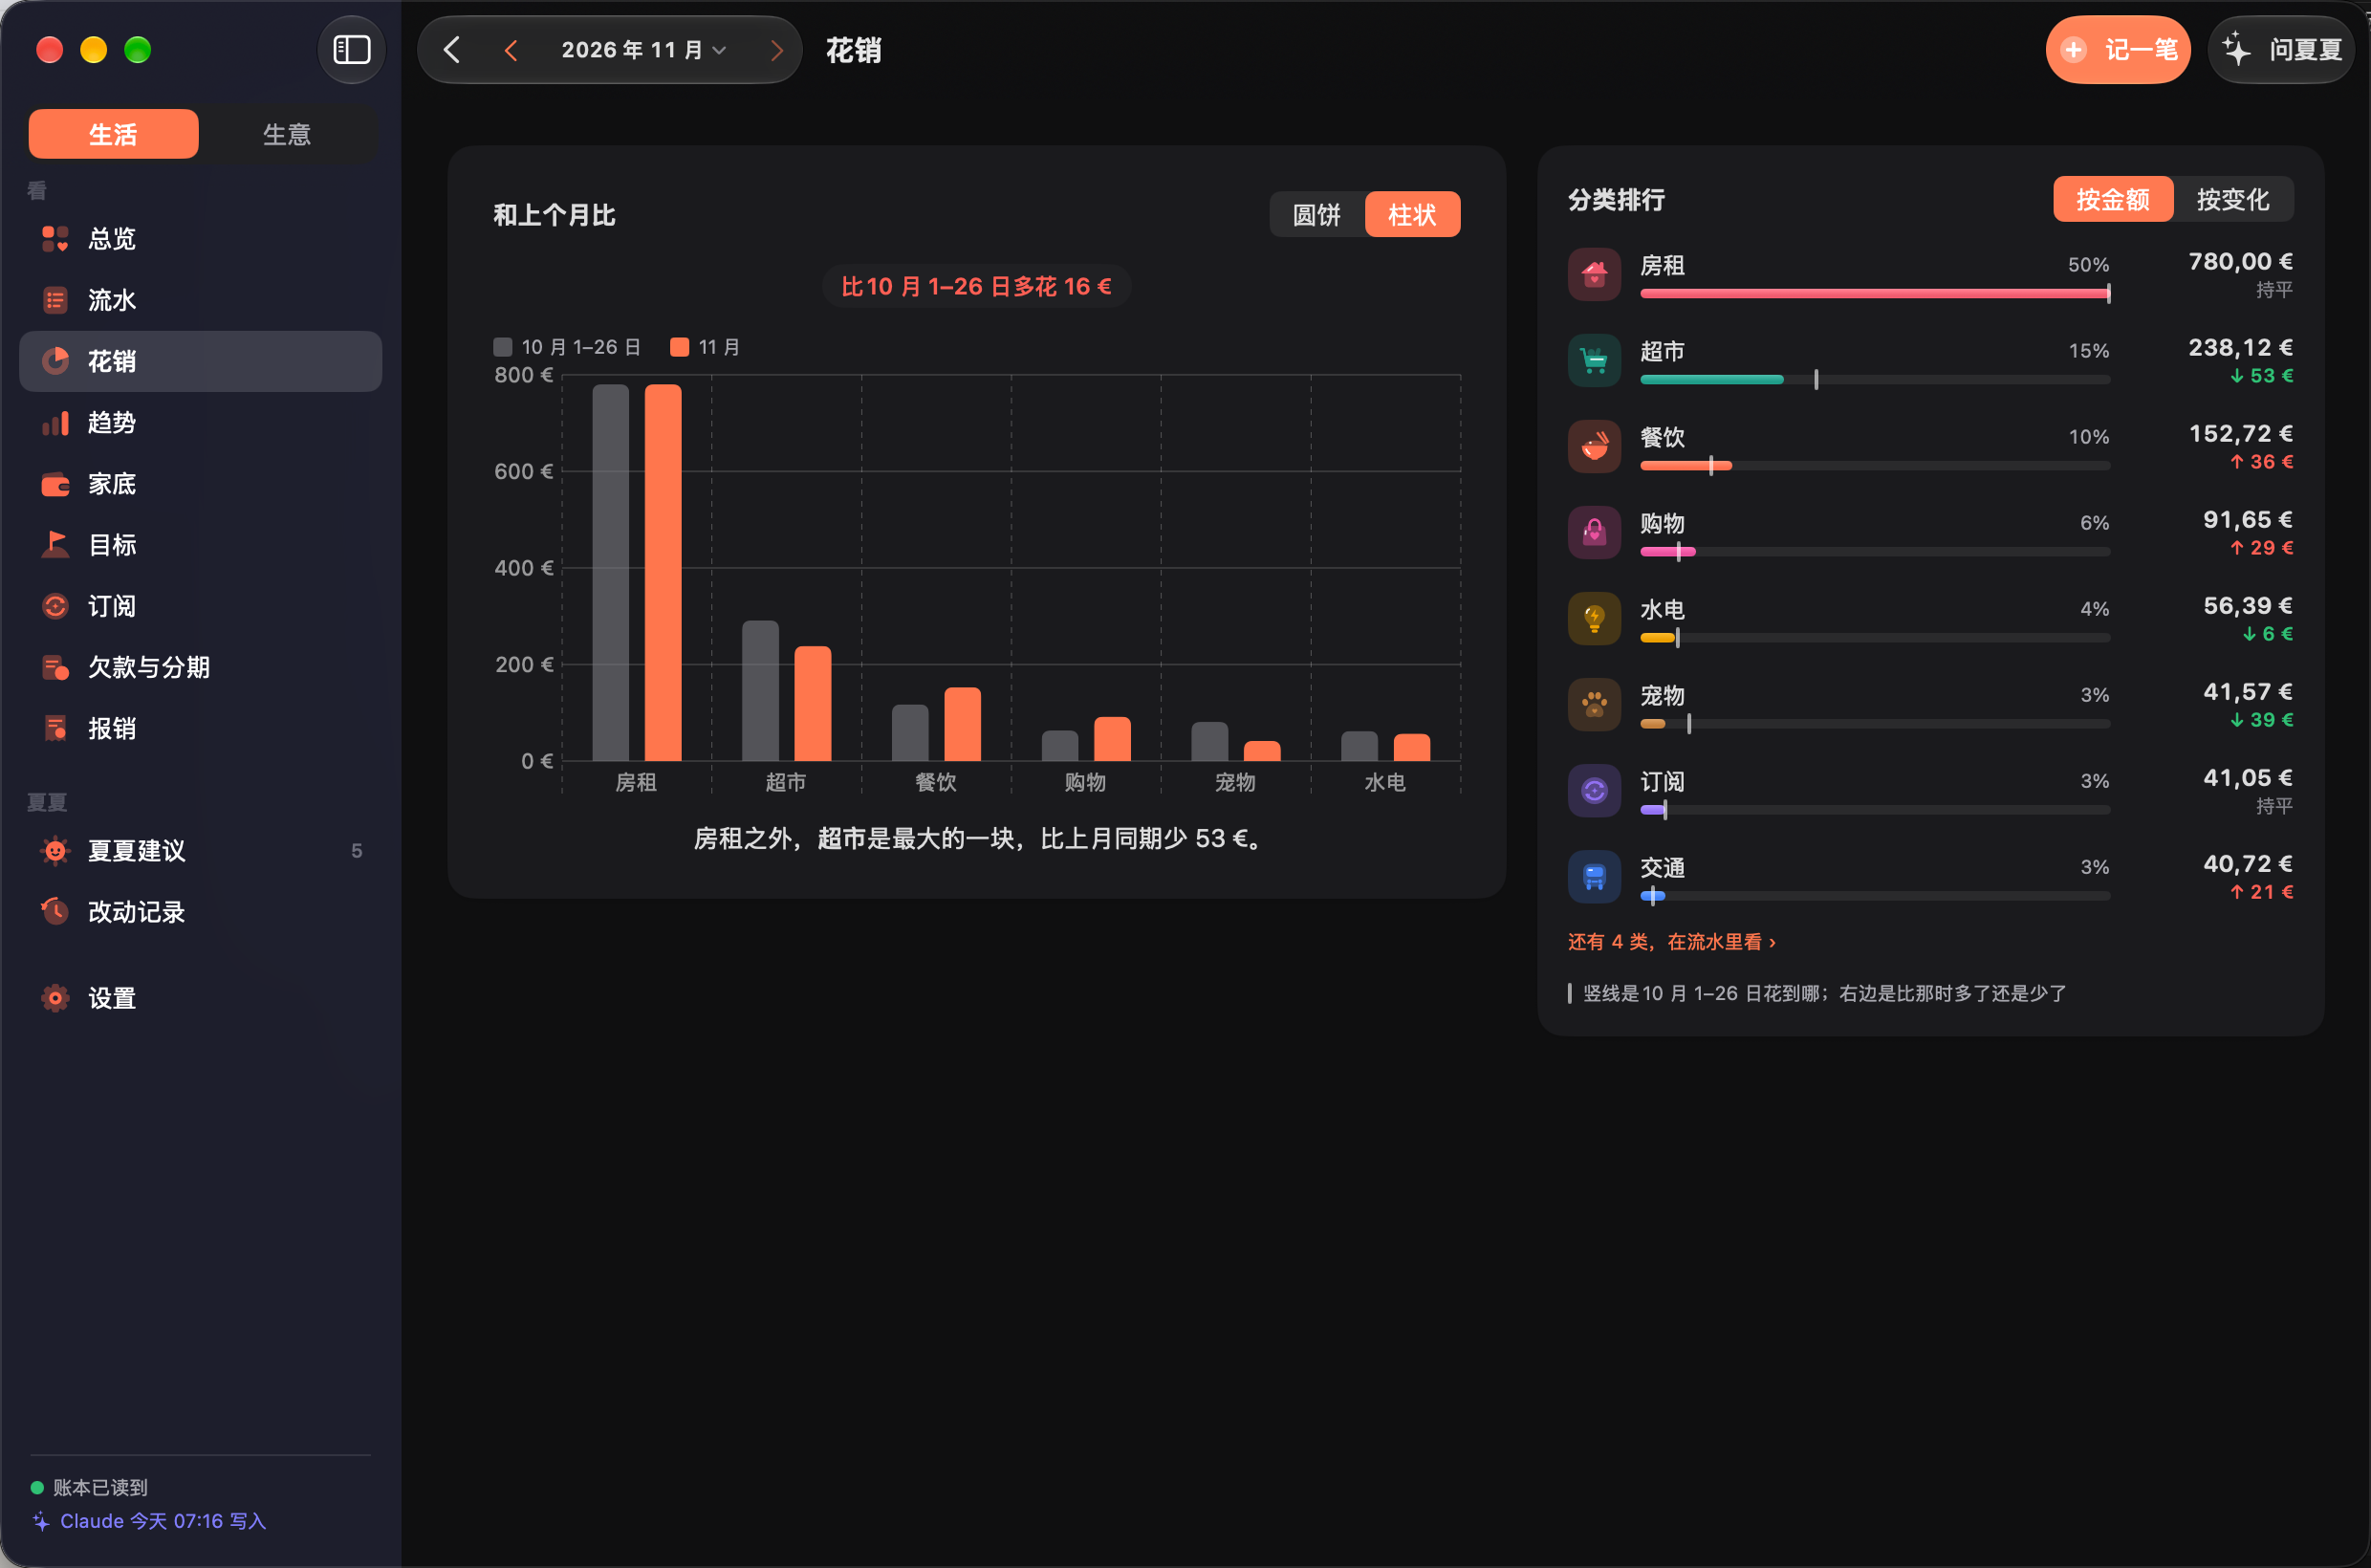 2026 年 11 月
花销
记一笔
问夏夏
生活
生意
看
总览
流水
花销
趋势
家底
目标
订阅
欠款与分期
报销
夏夏
夏夏建议
5
改动记录
设置
账本已读到
Claude 今天 07:16 写入
和上个月比
圆饼
柱状
比10 月 1–26 日多花 16 €
10 月 1–26 日
11 月
800 €
600 €
400 €
200 €
0 €
房租
超市
餐饮
购物
宠物
水电
房租之外，超市是最大的一块，比上月同期少 53 €。
分类排行
按金额
按变化
房租
50%
780,00 €
持平
超市
15%
238,12 €
↓ 53 €
餐饮
10%
152,72 €
↑ 36 €
购物
6%
91,65 €
↑ 29 €
水电
4%
56,39 €
↓ 6 €
宠物
3%
41,57 €
↓ 39 €
订阅
3%
41,05 €
持平
交通
3%
40,72 €
↑ 21 €
还有 4 类，在流水里看 ›
竖线是10 月 1–26 日花到哪；右边是比那时多了还是少了